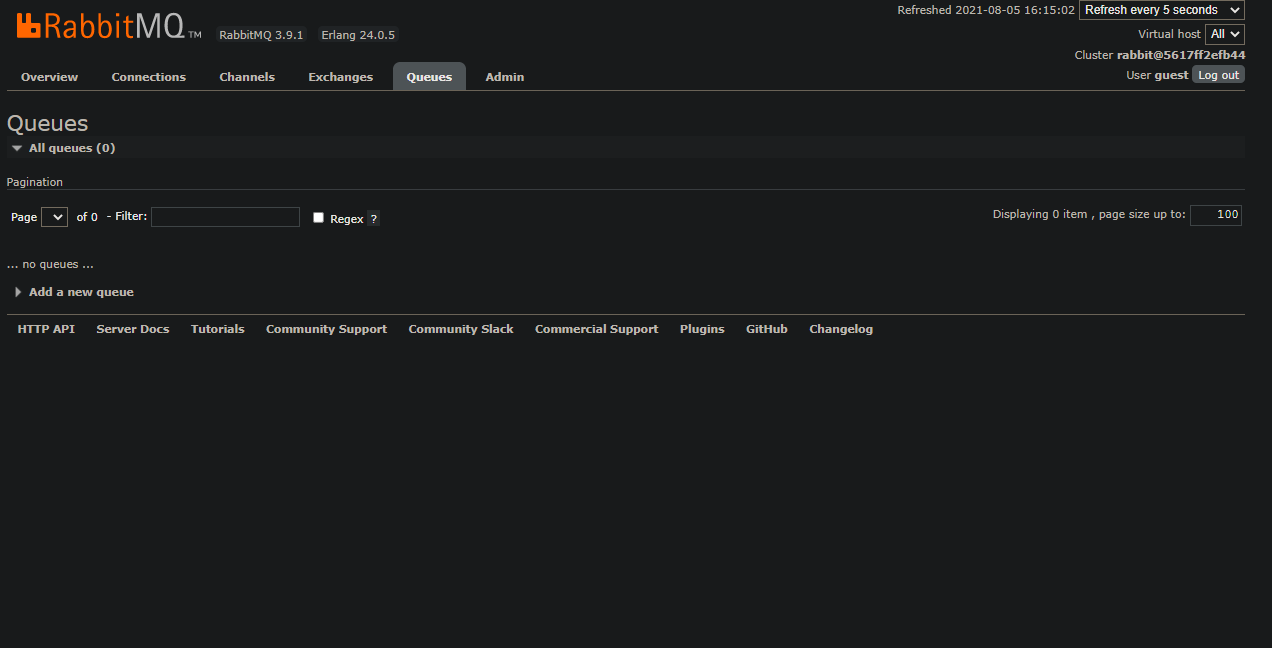 RabbitMQ TM RabbitMQ 3.9.1 Erlang 24.0.5
Refreshed 2021-08-05 16:15:02 Refresh every 5 seconds
Virtual host All
Cluster rabbit@5617ff2efb44
User guest Log out
Overview Connections Channels Exchanges Queues Admin
Queues
All queues (0)
Pagination
Page of 0 - Filter: Regex ? Displaying 0 item , page size up to: 100
... no queues ...
Add a new queue
HTTP API Server Docs Tutorials Community Support Community Slack Commercial Support Plugins GitHub Changelog